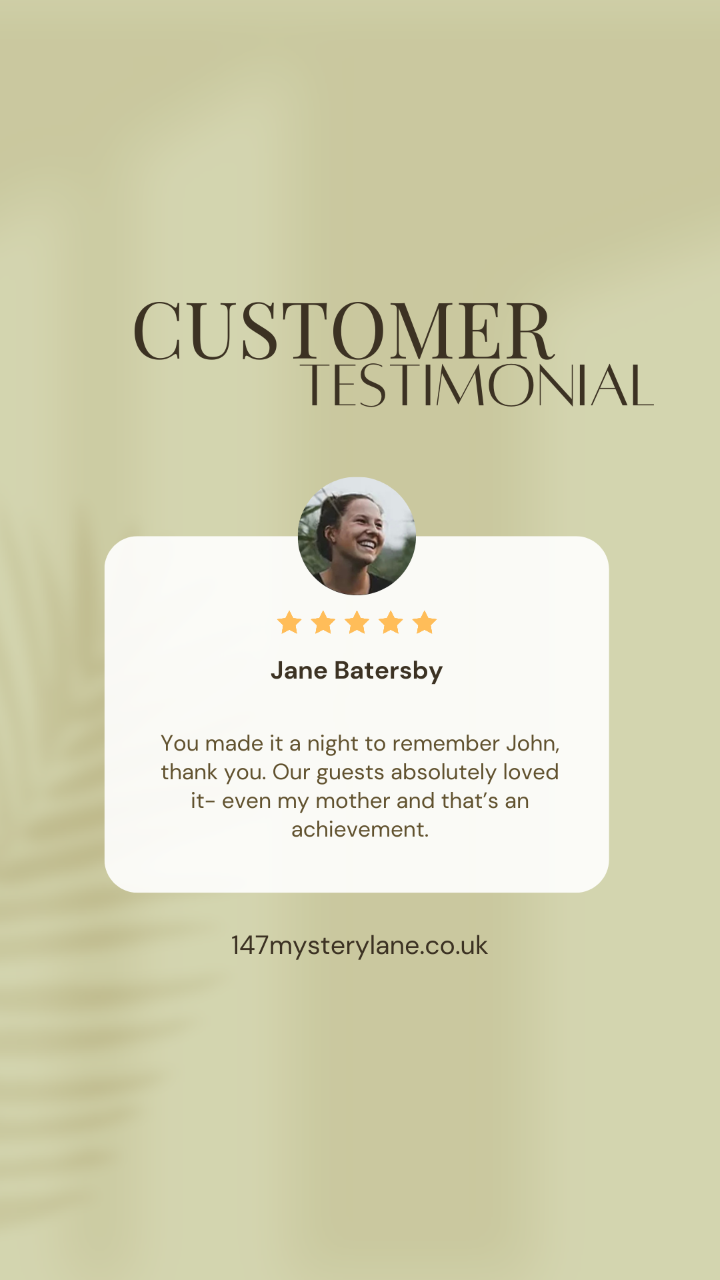 CUSTOMER
TESTIMONIAL
Jane Batersby
You made it a night to remember John,
thank you. Our guests absolutely loved
it- even my mother and that’s an
achievement.
147mysterylane.co.uk